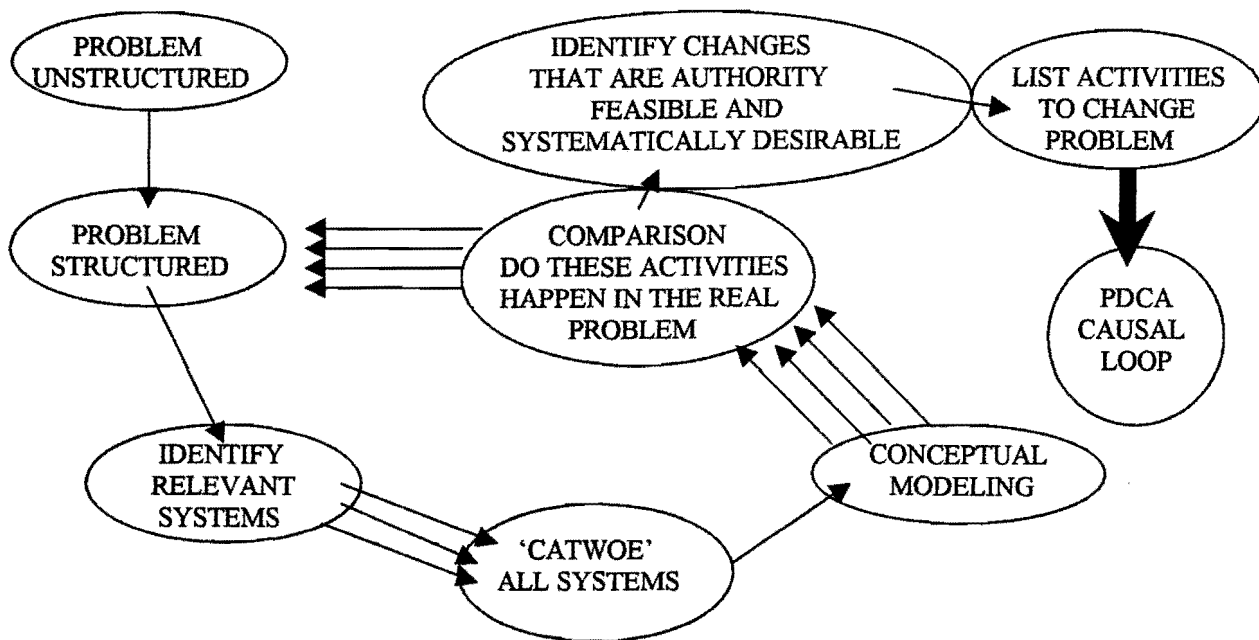 PROBLEM
UNSTRUCTURED
IDENTIFY CHANGES
THAT ARE AUTHORITY
FEASIBLE AND
SYSTEMATICALLY DESIRABLE
LIST ACTIVITIES
TO CHANGE
PROBLEM
PROBLEM
STRUCTURED
COMPARISON
DO THESE ACTIVITIES
HAPPEN IN THE REAL
PROBLEM
PDCA
CAUSAL
LOOP
IDENTIFY
RELEVANT
SYSTEMS
‘CATWOE’
ALL SYSTEMS
CONCEPTUAL
MODELING